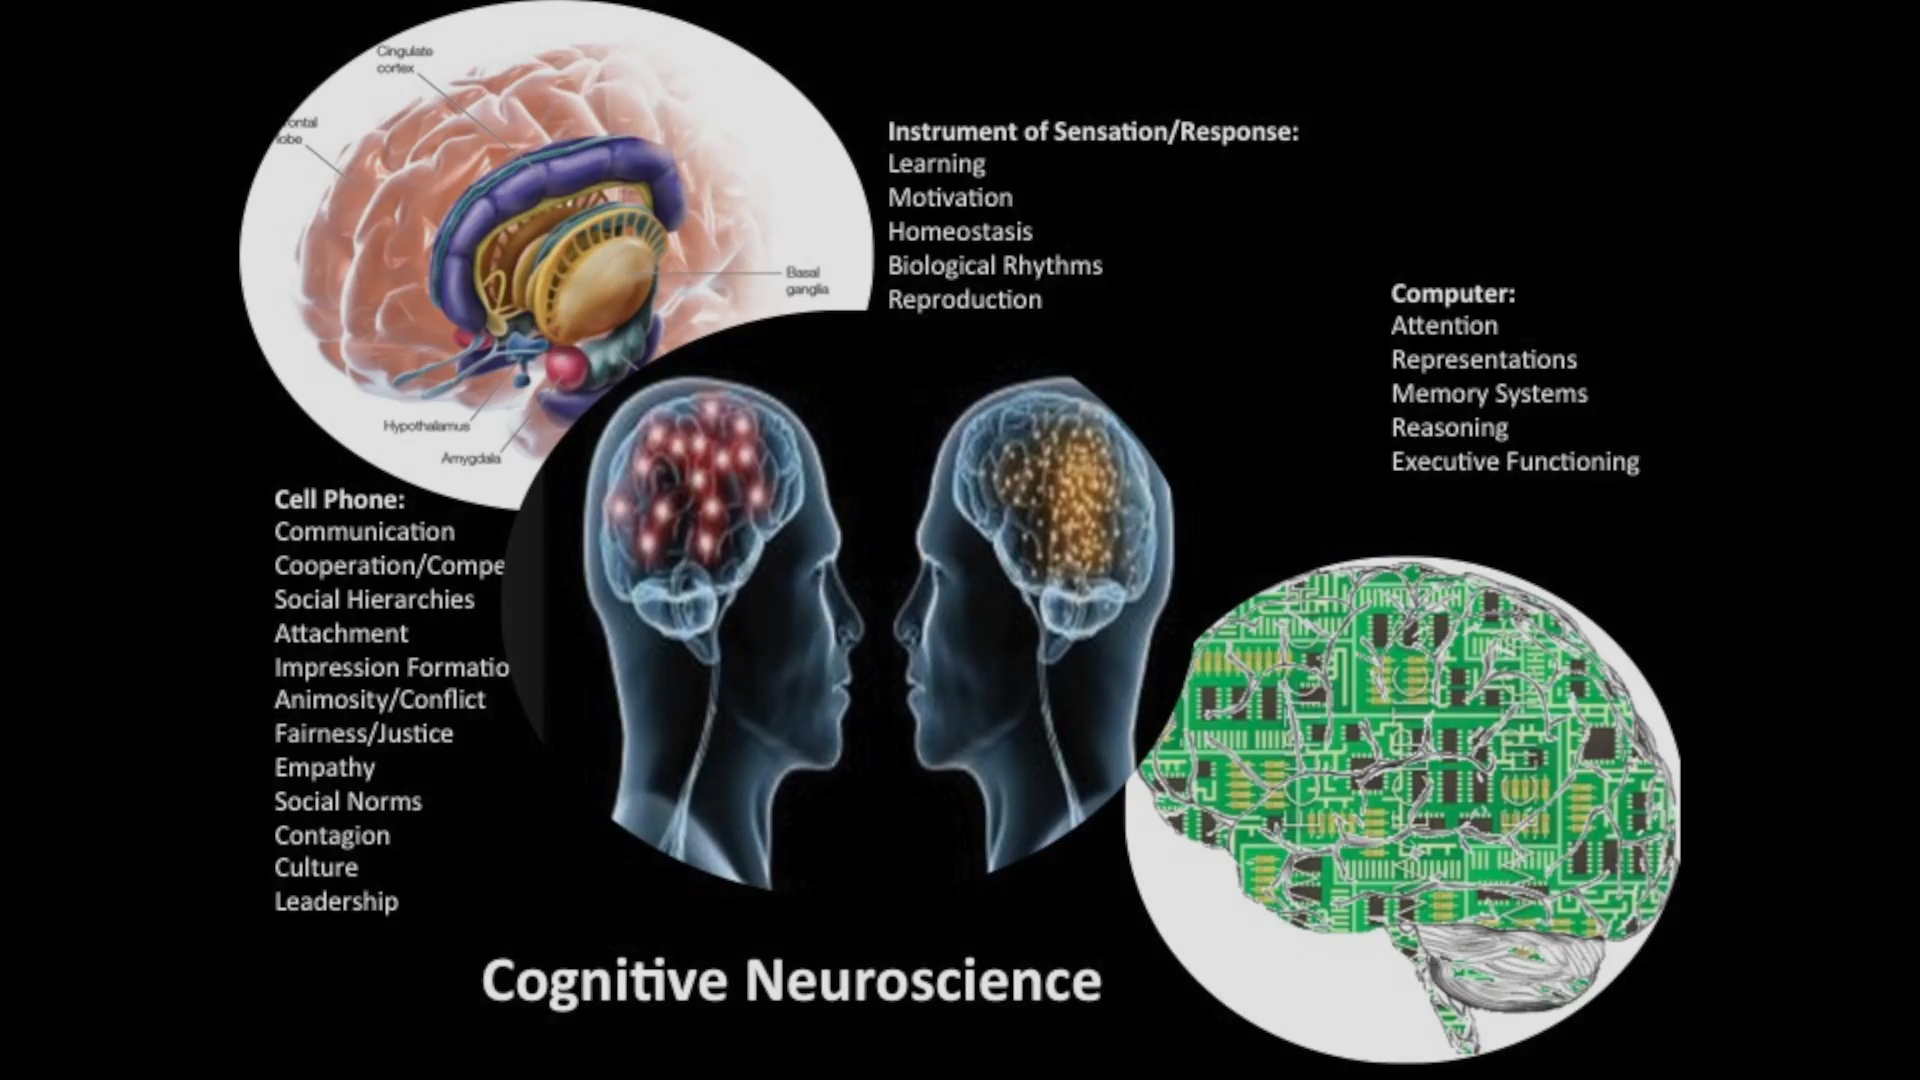 Cingulate
cortex
rontal
obe
Basal
ganglia
Hypothalamus
Amygdala
Instrument of Sensation/Response:
Learning
Motivation
Homeostasis
Biological Rhythms
Reproduction
Computer:
Attention
Representations
Memory Systems
Reasoning
Executive Functioning
Cell Phone:
Communication
Cooperation/Compe
Social Hierarchies
Attachment
Impression Formatio
Animosity/Conflict
Fairness/Justice
Empathy
Social Norms
Contagion
Culture
Leadership
Cognitive Neuroscience